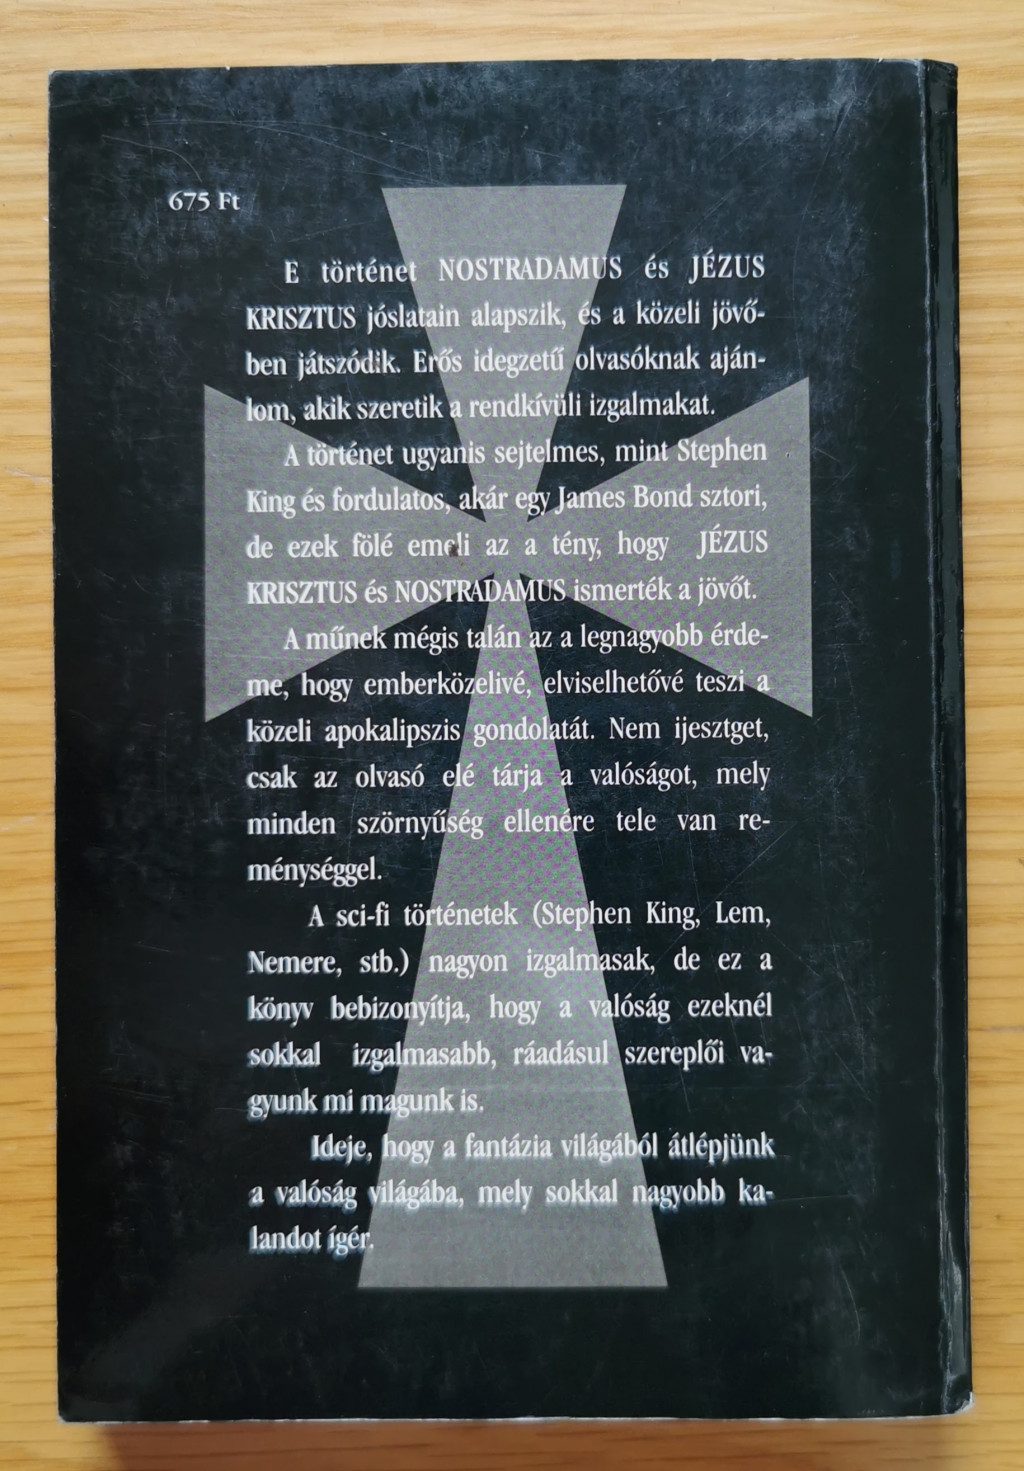 675 Ft
E történet NOSTRADAMUS és JÉZUS
KRISZTUS jóslatain alapszik, és a közeli jövő-
ben játszódik. Erős idegzetű olvasóknak aján-
lom, akik szeretik a rendkívüli izgalmakat.
A történet ugyanis sejtelmes, mint Stephen
King és fordulatos, akár egy James Bond sztori,
de ezek fölé emeli az a tény, hogy JÉZUS
KRISZTUS és NOSTRADAMUS ismerték a jövőt.
A műnek mégis talán az a legnagyobb érde-
me, hogy emberközelivé, elviselhetővé teszi a
közeli apokalipszis gondolatát. Nem ijesztget,
csak az olvasó elé tárja a valóságot, mely
minden szörnyűség ellenére tele van re-
ménységgel.
A sci-fi történetek (Stephen King, Lem,
Nemere, stb.) nagyon izgalmasak, de ez a
könyv bebizonyítja, hogy a valóság ezeknél
sokkal izgalmasabb, ráadásul szereplői va-
gyunk mi magunk is.
Ideje, hogy a fantázia világából átlépjünk
a valóság világába, mely sokkal nagyobb ka-
landot ígér.